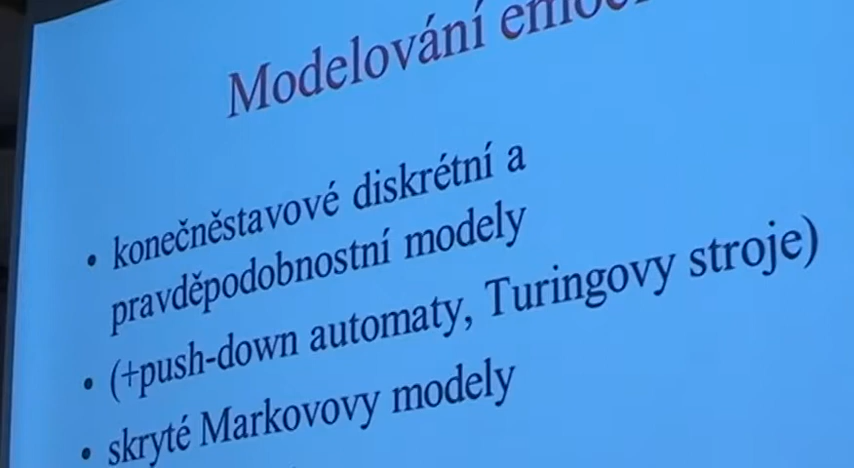 Modelování
• konečněstavové diskrétní a
pravděpodobnostní modely
• (+push-down automaty, Turingovy stroje)
• skryté Markovovy modely